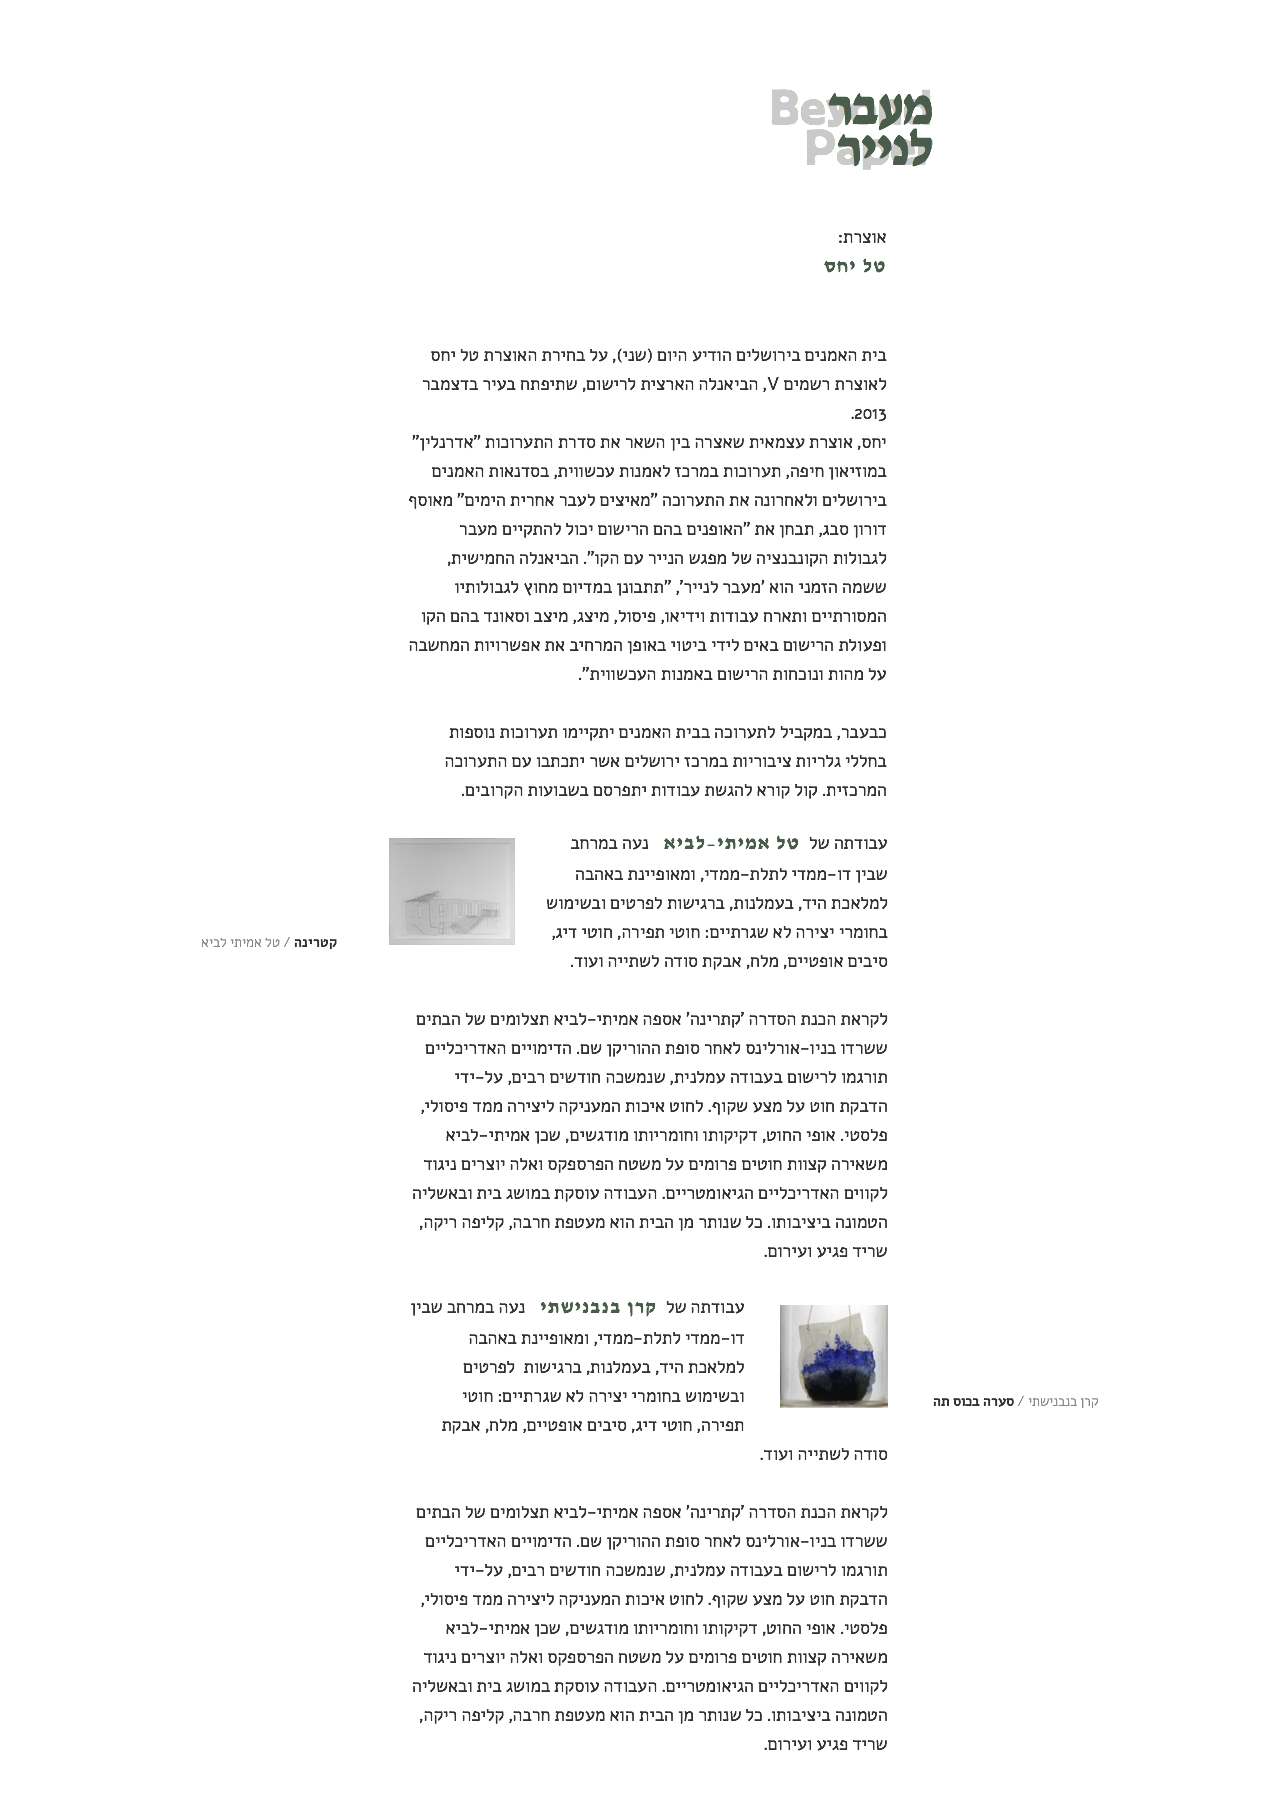 Beyond
Paper
מעבר
לנייר
אוצרת:
טל יחס
בית האמנים בירושלים הודיע היום (שני), על בחירת האוצרת טל יחס
לאוצרת רשמים V, הביאנלה הארצית לרישום, שתיפתח בעיר בדצמבר
2013.
יחס, אוצרת עצמאית שאצרה בין השאר את סדרת התערוכות "אדרנלין"
במוזיאון חיפה, תערוכות במרכז לאמנות עכשווית, בסדנאות האמנים
בירושלים ולאחרונה את התערוכה "מאיצים לעבר אחרית הימים" מאוסף
דורון סבג, תבחן את "האופנים בהם הרישום יכול להתקיים מעבר
לגבולות הקונבנציה של מפגש הנייר עם הקו". הביאנלה החמישית,
ששמה הזמני הוא 'מעבר לנייר', "תתבונן במדיום מחוץ לגבולותיו
המסורתיים ותארח עבודות וידיאו, פיסול, מיצג, מיצב וסאונד בהם הקו
ופעולת הרישום באים לידי ביטוי באופן המרחיב את אפשרויות המחשבה
על מהות ונוכחות הרישום באמנות העכשווית".
כבעבר, במקביל לתערוכה בבית האמנים יתקיימו תערוכות נוספות
בחללי גלריות ציבוריות במרכז ירושלים אשר יתכתבו עם התערוכה
המרכזית. קול קורא להגשת עבודות יתפרסם בשבועות הקרובים.
עבודתה של טל אמיתי-לביא נעה במרחב
שבין דו-ממדי לתלת-ממדי, ומאופיינת באהבה
למלאכת היד, בעמלנות, ברגישות לפרטים ובשימוש
בחומרי יצירה לא שגרתיים: חוטי תפירה, חוטי דיג,
סיבים אופטיים, מלח, אבקת סודה לשתייה ועוד.
קטרינה / טל אמיתי לביא
לקראת הכנת הסדרה 'קתרינה' אספה אמיתי-לביא תצלומים של הבתים
ששרדו בניו-אורלינס לאחר סופת ההוריקן שם. הדימויים האדריכליים
תורגמו לרישום בעבודה עמלנית, שנמשכה חודשים רבים, על-ידי
הדבקת חוט על מצע שקוף. לחוט איכות המעניקה ליצירה ממד פיסולי,
פלסטי. אופי החוט, דקיקותו וחומריותו מודגשים, שכן אמיתי-לביא
משאירה קצוות חוטים פרומים על משטח הפרספקס ואלה יוצרים ניגוד
לקווים האדריכליים הגיאומטריים. העבודה עוסקת במושג בית ובאשליה
הטמונה ביציבותו. כל שנותר מן הבית הוא מעטפת חרבה, קליפה ריקה,
שריד פגיע ועירום.
עבודתה של קרן בנבנישתי נעה במרחב שבין
דו-ממדי לתלת-ממדי, ומאופיינת באהבה
למלאכת היד, בעמלנות, ברגישות לפרטים
ובשימוש בחומרי יצירה לא שגרתיים: חוטי
תפירה, חוטי דיג, סיבים אופטיים, מלח, אבקת
סודה לשתייה ועוד.
קרן בנבנישתי / סערה בכוס תה
לקראת הכנת הסדרה 'קתרינה' אספה אמיתי-לביא תצלומים של הבתים
ששרדו בניו-אורלינס לאחר סופת ההוריקן שם. הדימויים האדריכליים
תורגמו לרישום בעבודה עמלנית, שנמשכה חודשים רבים, על-ידי
הדבקת חוט על מצע שקוף. לחוט איכות המעניקה ליצירה ממד פיסולי,
פלסטי. אופי החוט, דקיקותו וחומריותו מודגשים, שכן אמיתי-לביא
משאירה קצוות חוטים פרומים על משטח הפרספקס ואלה יוצרים ניגוד
לקווים האדריכליים הגיאומטריים. העבודה עוסקת במושג בית ובאשליה
הטמונה ביציבותו. כל שנותר מן הבית הוא מעטפת חרבה, קליפה ריקה,
שריד פגיע ועירום.